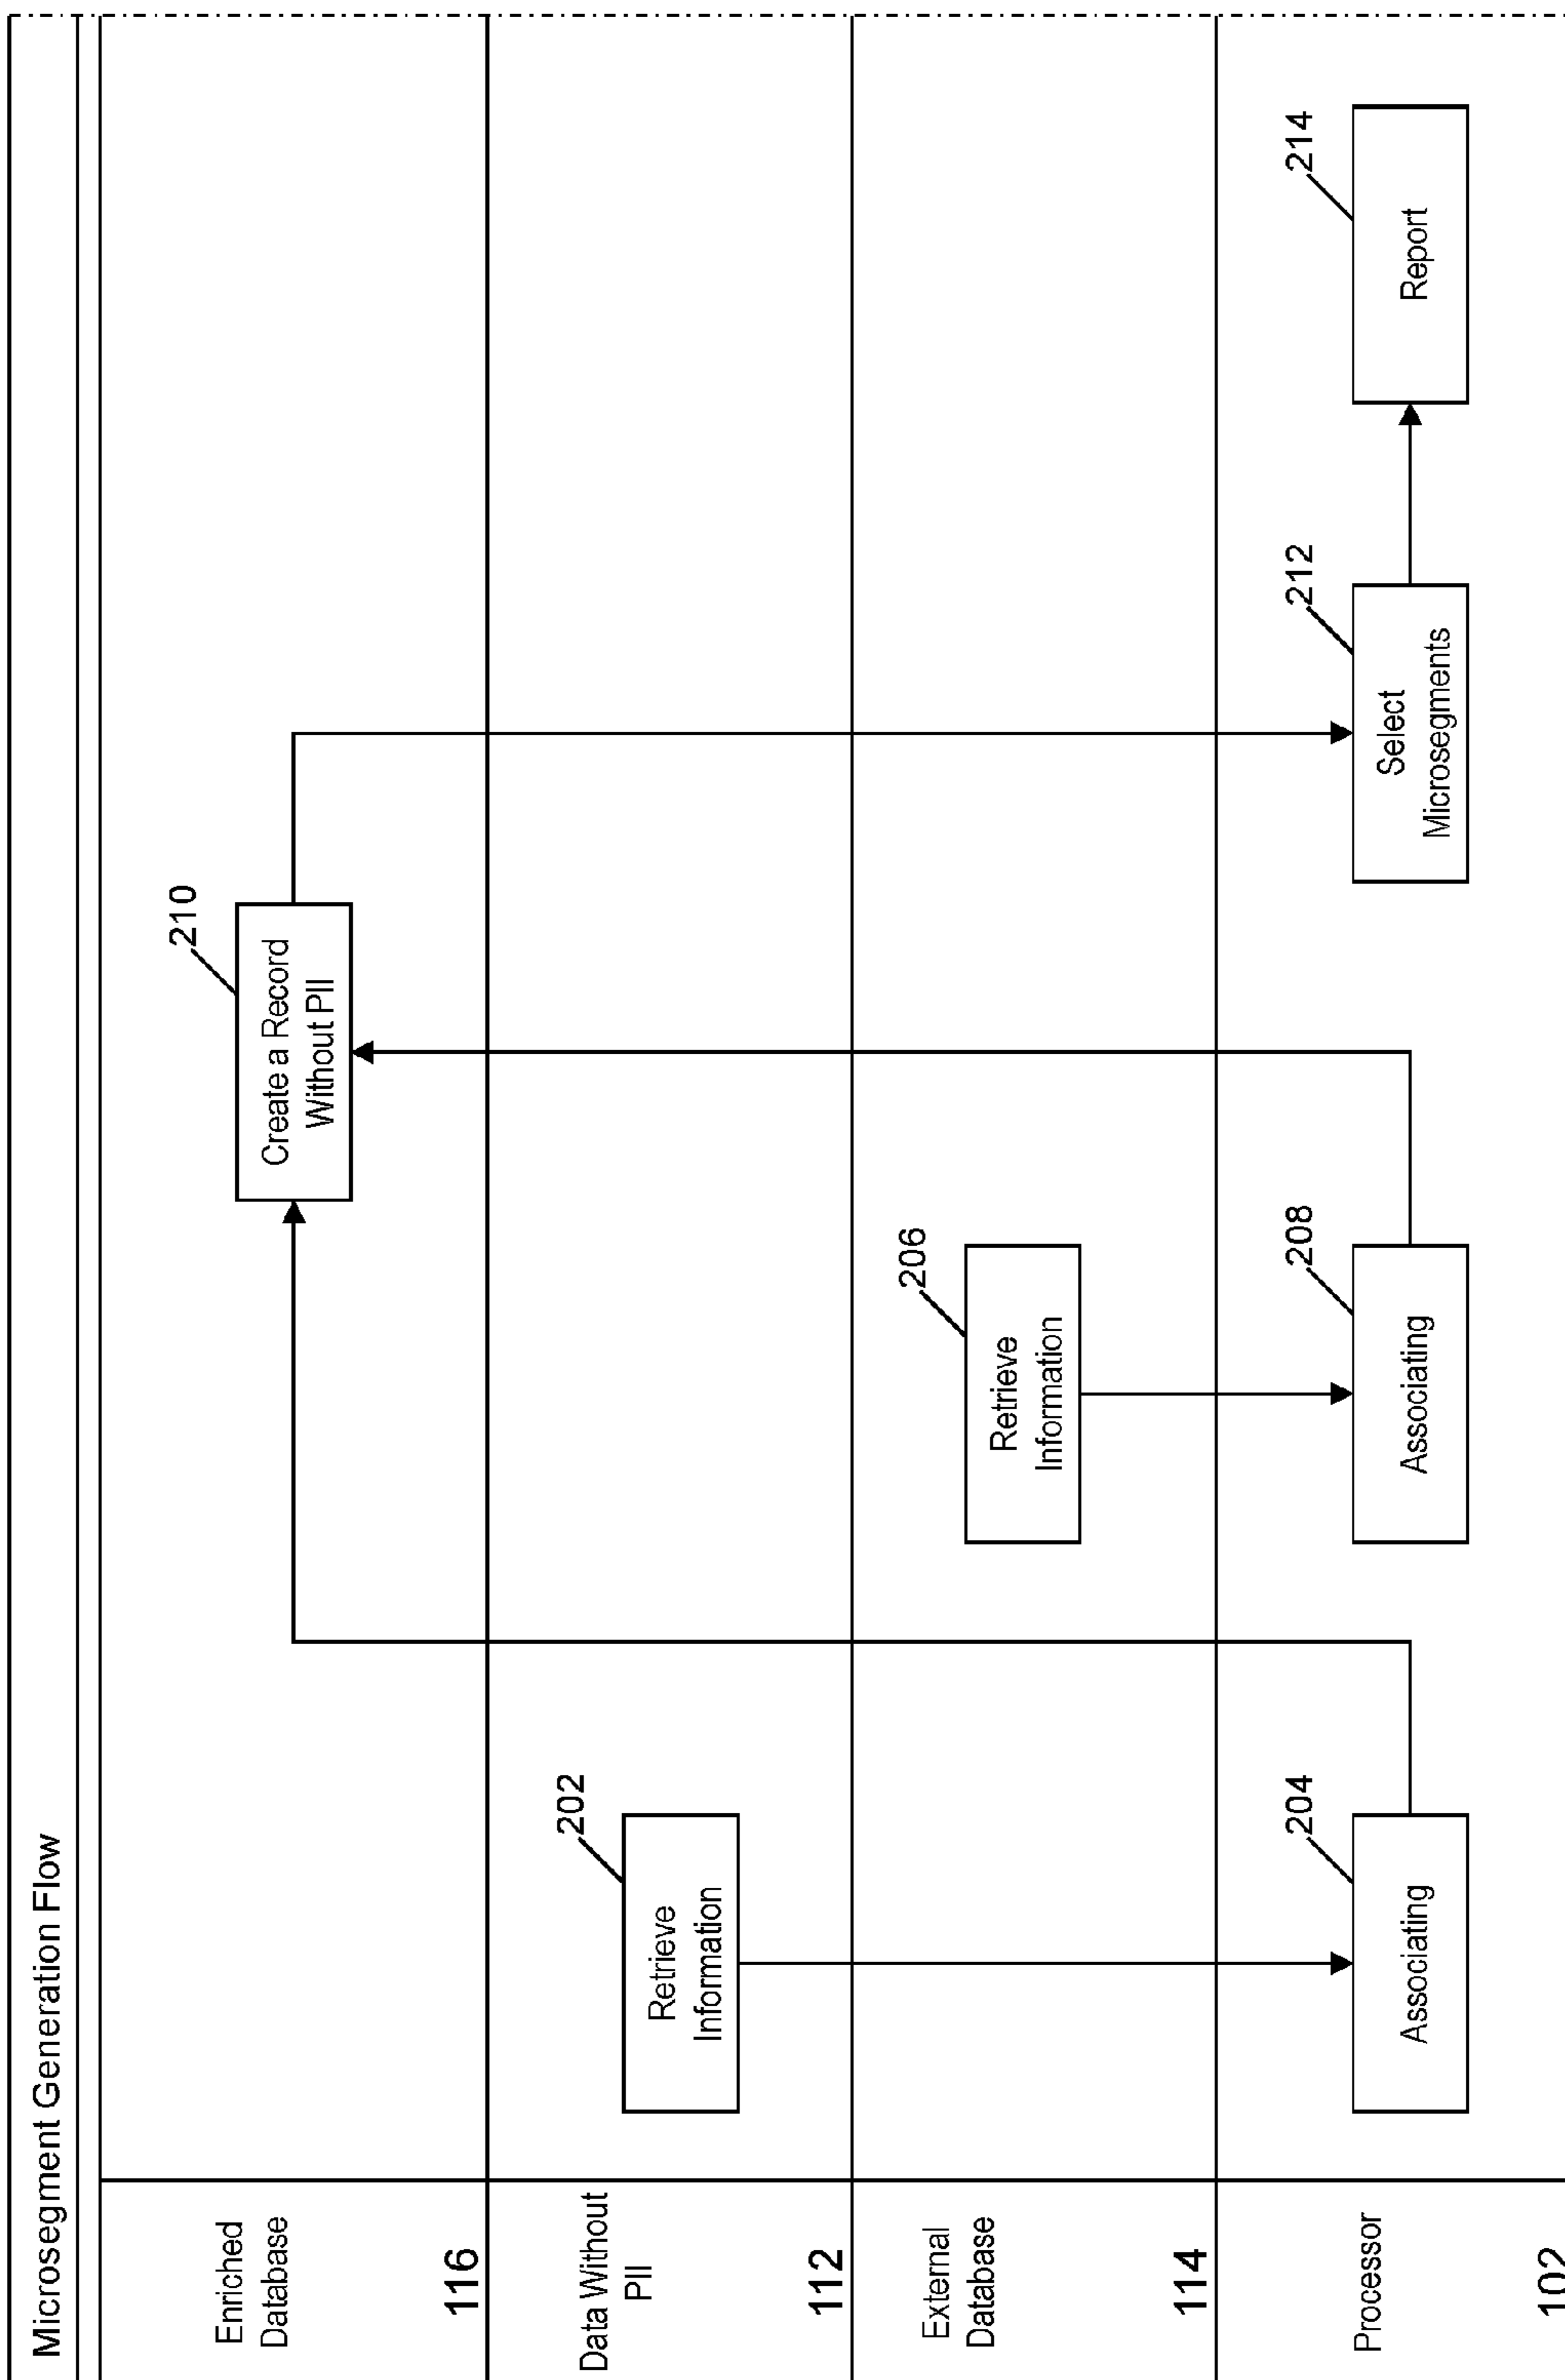 Microsegment Generation Flow
Enriched
Database
116
210
Create a Record
Without PII
Data Without
PII
112
202
Retrieve
Information
External
Database
114
206
Retrieve
Information
Processor
102
204
Associating
208
Associating
212
Select
Microsegments
214
Report